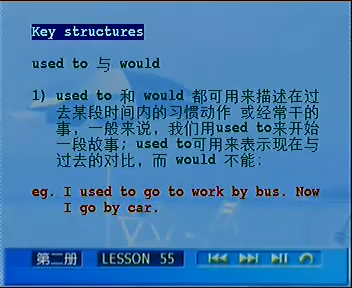 Key structures
used to 与 would
1) used to 和 would 都可用来描述在过
去某段时间内的习惯动作 或经常干的
事，一般来说，我们用used to来开始
一段故事；used to可用来表示现在与
过去的对比，而 would 不能：
eg. I used to go to work by bus. Now
I go by car.
第二册 LESSON 55